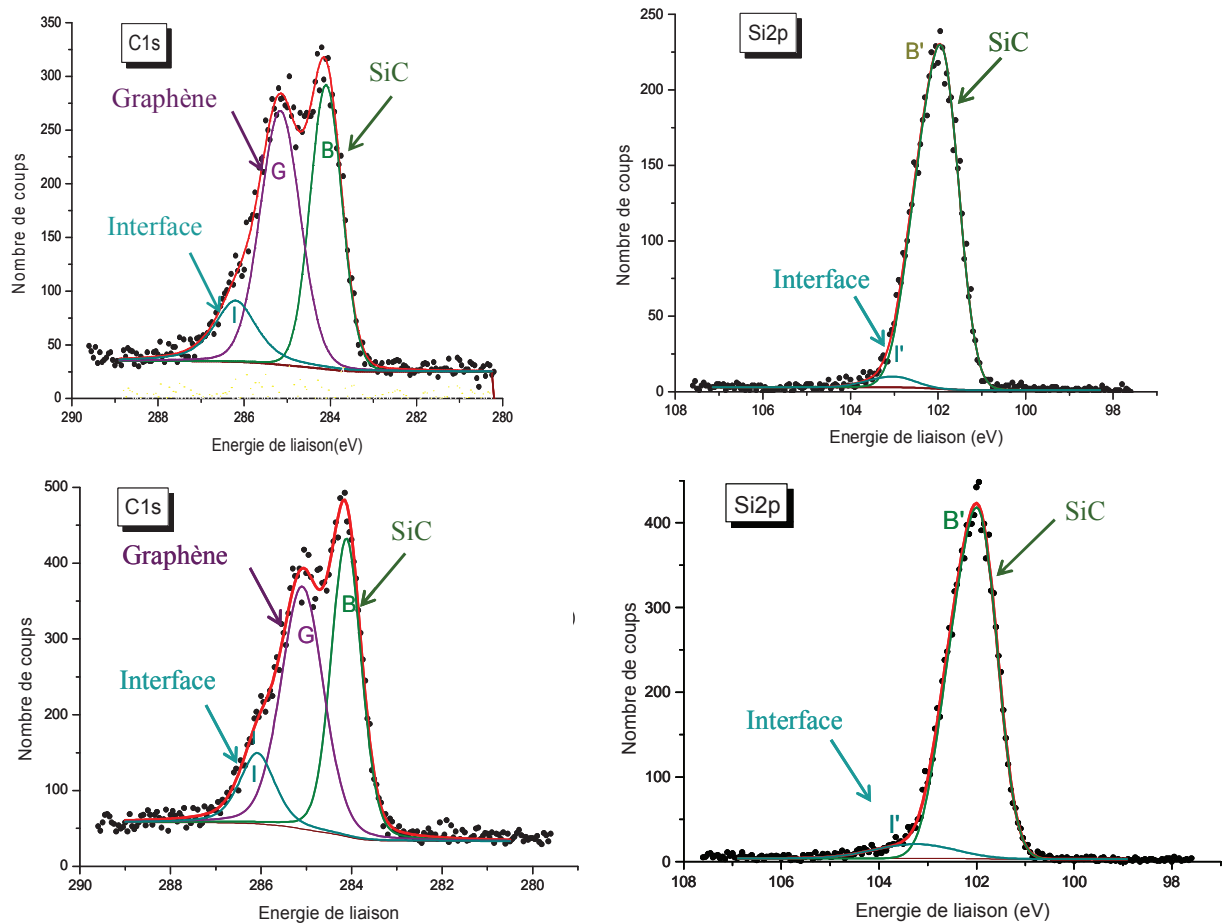 C1s
350
300
250
200
150
100
50
0
Nombre de coups
SiC
Graphène
G
B
Interface
I
290
288
286
284
282
280
Energie de liaison(eV)
Si2p
250
200
150
100
50
0
Nombre de coups
B'
SiC
Interface
I'
108
106
104
102
100
98
Energie de liaison (eV)
C1s
500
400
300
200
100
0
Nombre de coups
SiC
Graphène
B
G
Interface
I
290
288
286
284
282
280
Energie de liaison
)
Si2p
400
300
200
100
0
Nombre de coups
B'
SiC
Interface
I'
108
106
104
102
100
98
Energie de liaison (eV)